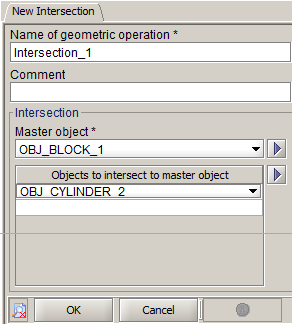 New Intersection
Name of geometric operation *
Intersection_1
Comment
Intersection
Master object *
OBJ_BLOCK_1
Objects to intersect to master object
OBJ_CYLINDER_2
OK
Cancel